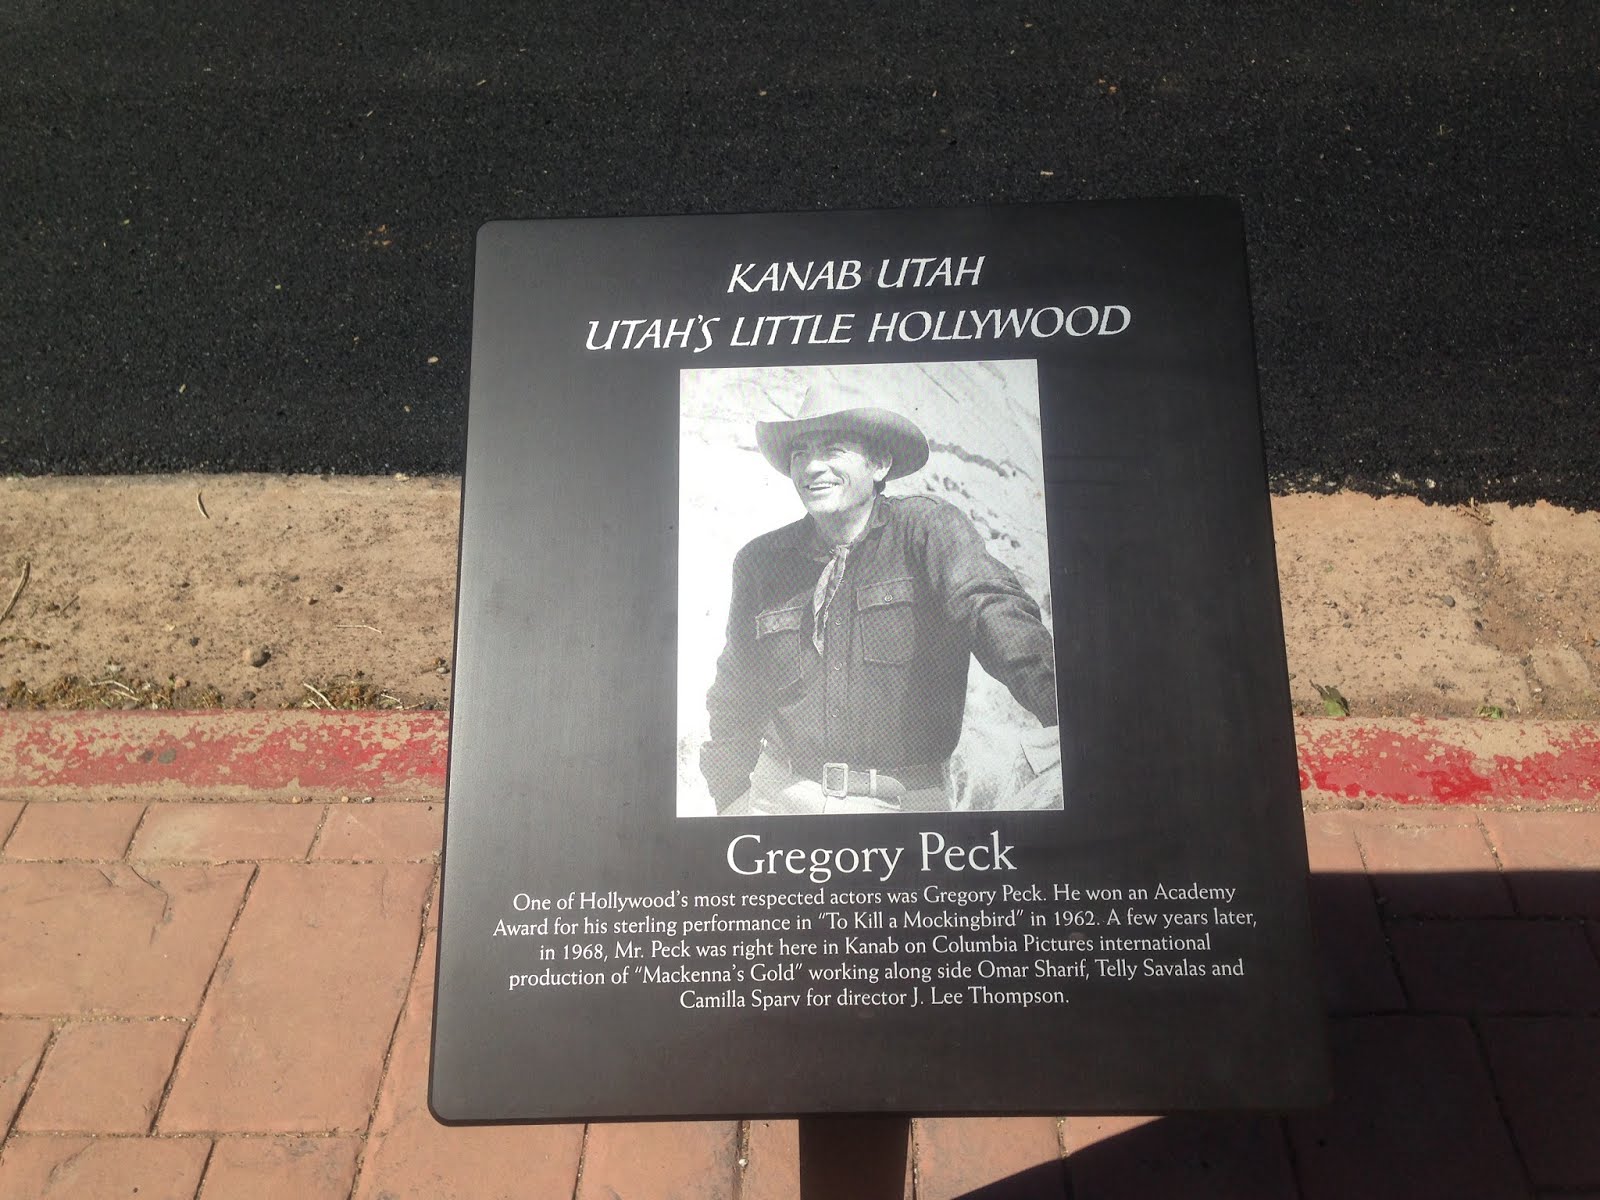 KANAB UTAH
UTAH'S LITTLE HOLLYWOOD
Gregory Peck
One of Hollywood's most respected actors was Gregory Peck. He won an Academy
Award for his sterling performance in "To Kill a Mockingbird" in 1962. A few years later,
in 1968, Mr. Peck was right here in Kanab on Columbia Pictures international
production of "Mackenna's Gold" working along side Omar Sharif, Telly Savalas and
Camilla Sparv for director J. Lee Thompson.